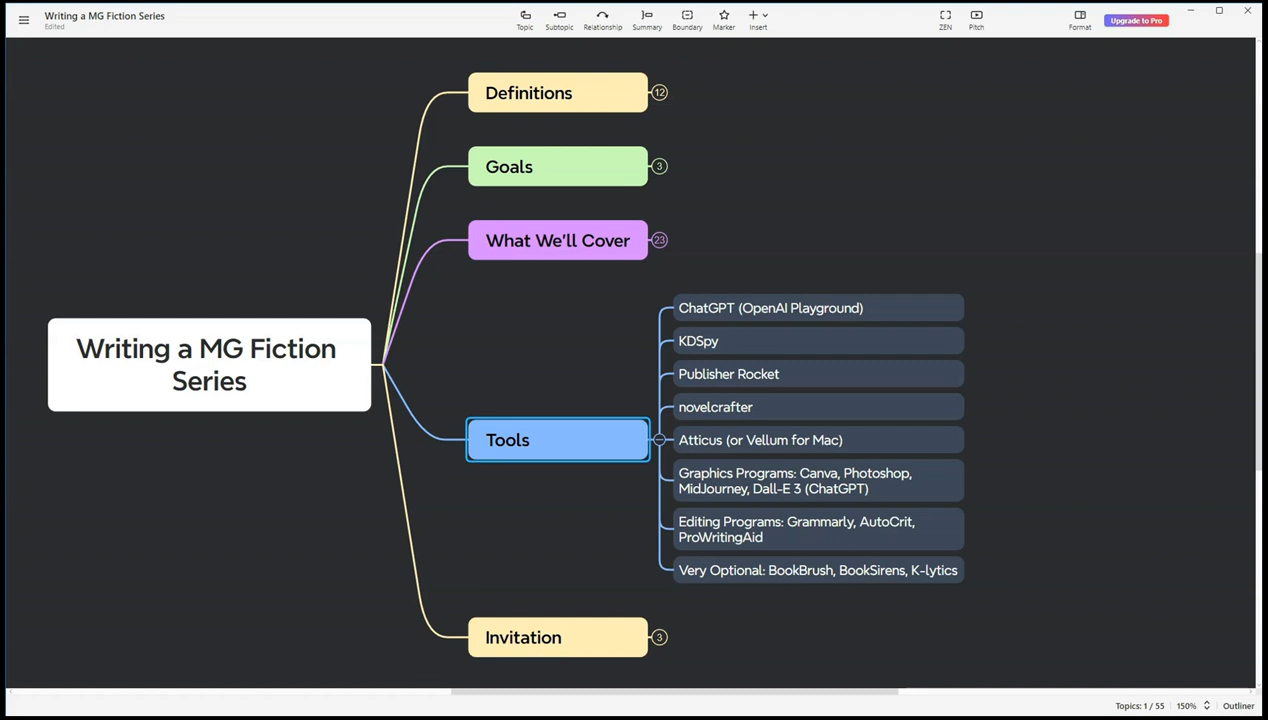 Writing a MG Fiction Series
Edited
Topic
Subtopic
Relationship
Summary
Boundary
Marker
Insert
ZEN
Pitch
Format
Upgrade to Pro
Definitions
12
Goals
3
What We'll Cover
23
Writing a MG Fiction
Series
Tools
ChatGPT (OpenAI Playground)
KDSpy
Publisher Rocket
novelcrafter
Atticus (or Vellum for Mac)
Graphics Programs: Canva, Photoshop,
MidJourney, Dall-E 3 (ChatGPT)
Editing Programs: Grammarly, AutoCrit,
ProWritingAid
Very Optional: BookBrush, BookSirens, K-lytics
Invitation
3
Topics: 1 / 55
150%
Outliner